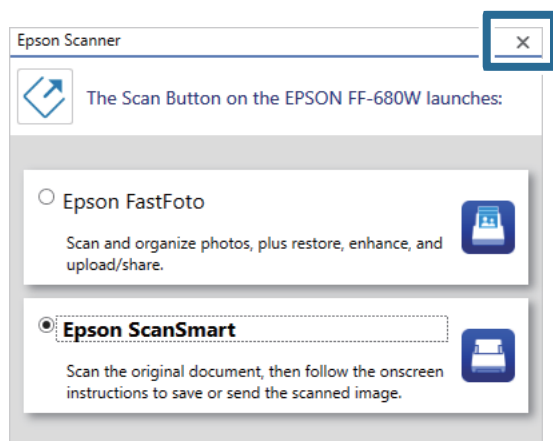 Epson Scanner
The Scan Button on the EPSON FF-680W launches:
Epson FastFoto
Scan and organize photos, plus restore, enhance, and
upload/share.
Epson ScanSmart
Scan the original document, then follow the onscreen
instructions to save or send the scanned image.